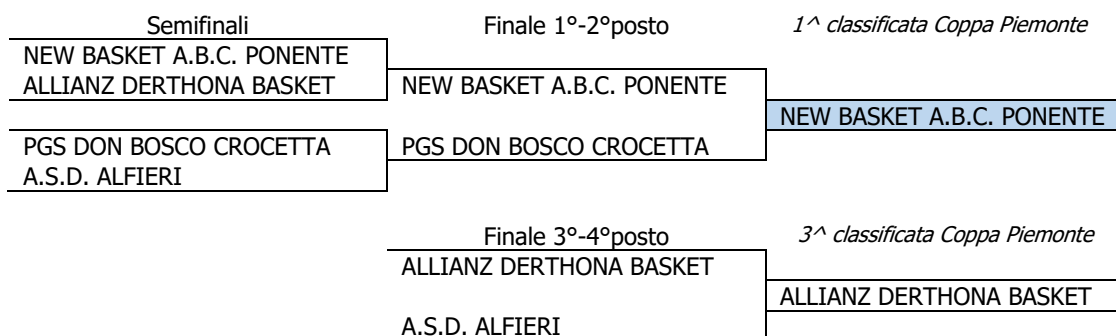 Semifinali Finale 1°-2°posto 1^ classificata Coppa Piemonte
NEW BASKET A.B.C. PONENTE
ALLIANZ DERTHONA BASKET NEW BASKET A.B.C. PONENTE
NEW BASKET A.B.C. PONENTE
PGS DON BOSCO CROCETTA PGS DON BOSCO CROCETTA
A.S.D. ALFIERI
Finale 3°-4°posto 3^ classificata Coppa Piemonte
ALLIANZ DERTHONA BASKET
ALLIANZ DERTHONA BASKET
A.S.D. ALFIERI